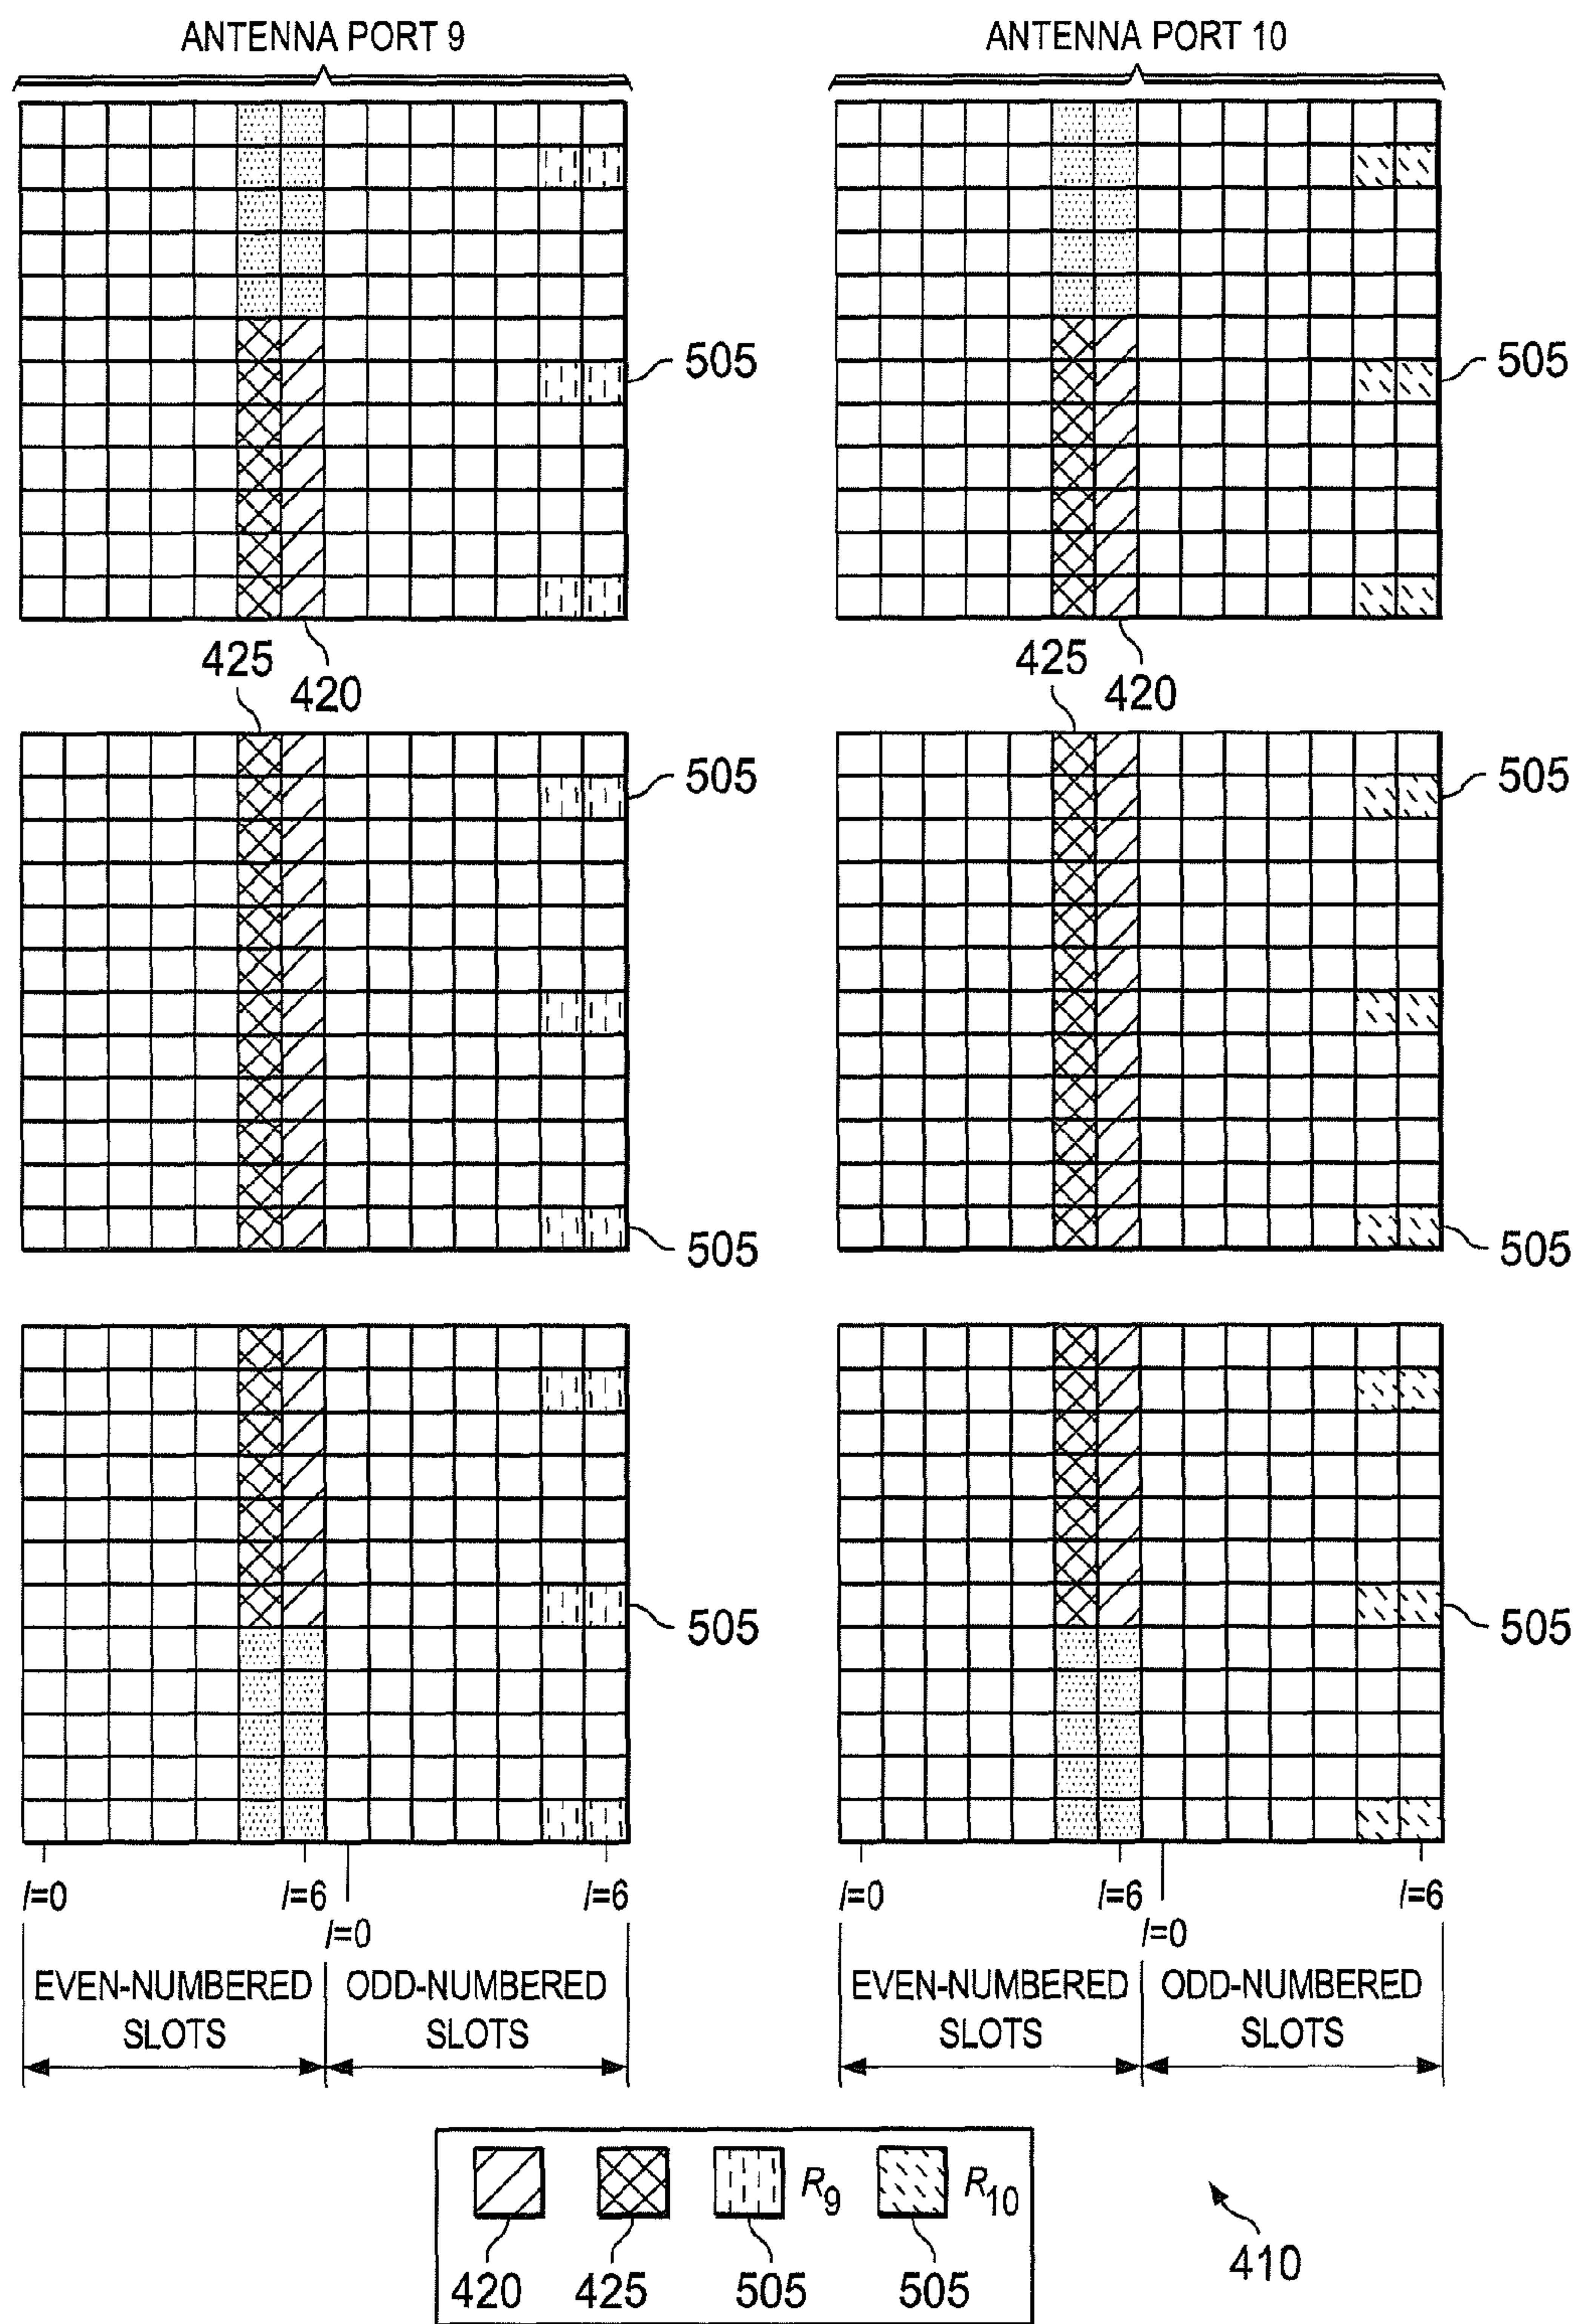 ANTENNA PORT 9 ANTENNA PORT 10
505 505
425 420 425 420
505 505
505 505
505 505
l=0 l=6 l=6 l=0 l=6 l=6
l=0 l=0
EVEN-NUMBERED SLOTS ODD-NUMBERED SLOTS EVEN-NUMBERED SLOTS ODD-NUMBERED SLOTS
R9 R10
420 425 505 505
410